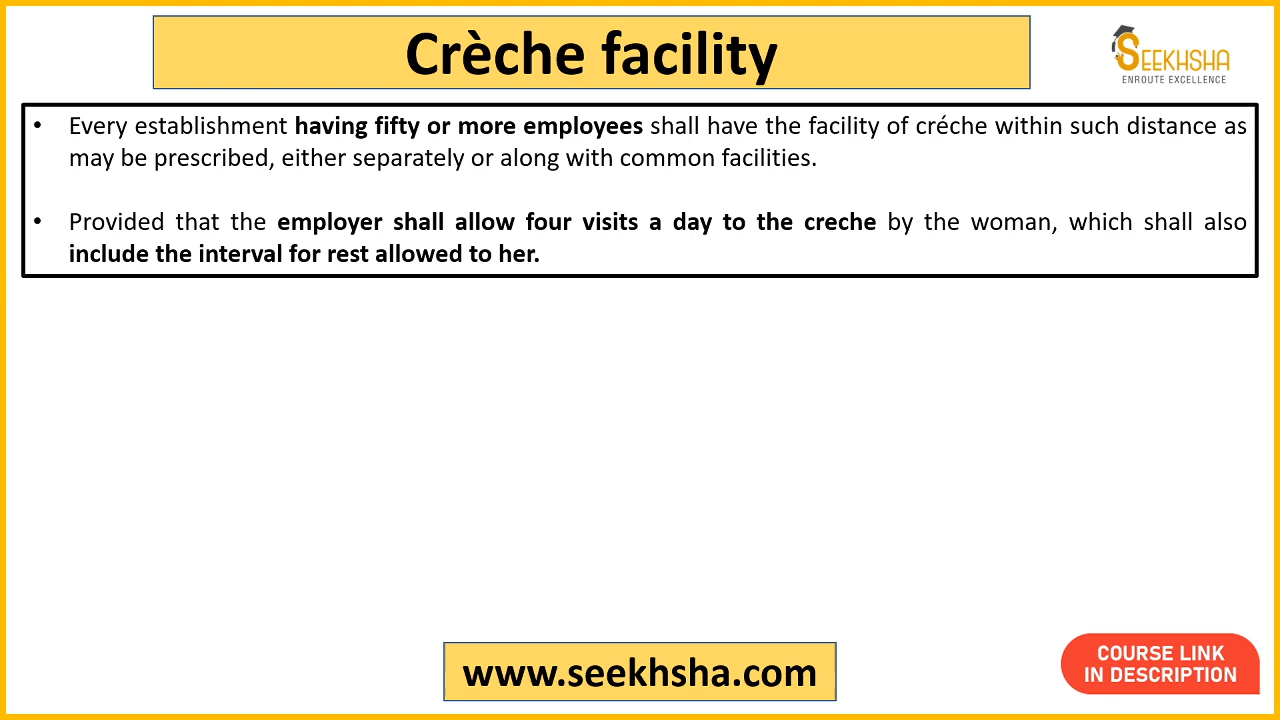 Crèche facility
SEEKHSHA
ENROUTE EXCELLENCE
• Every establishment having fifty or more employees shall have the facility of créche within such distance as
may be prescribed, either separately or along with common facilities.
• Provided that the employer shall allow four visits a day to the creche by the woman, which shall also
include the interval for rest allowed to her.
www.seekhsha.com
COURSE LINK
IN DESCRIPTION